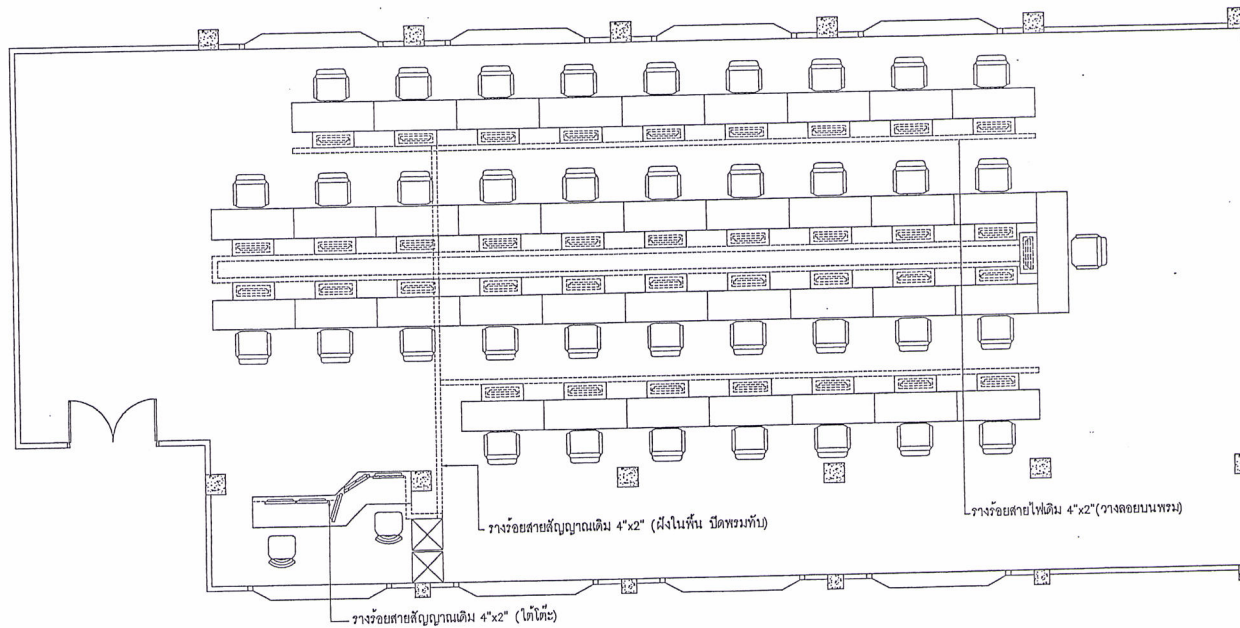 รางร้อยสายไฟเดิม 4"x2"(วางลอยบนพรม)
รางร้อยสายสัญญาณเดิม 4"x2" (ฝังในพื้น ปิดพรมทับ)
รางร้อยสายสัญญาณเดิม 4"x2" (ใต้โต๊ะ)